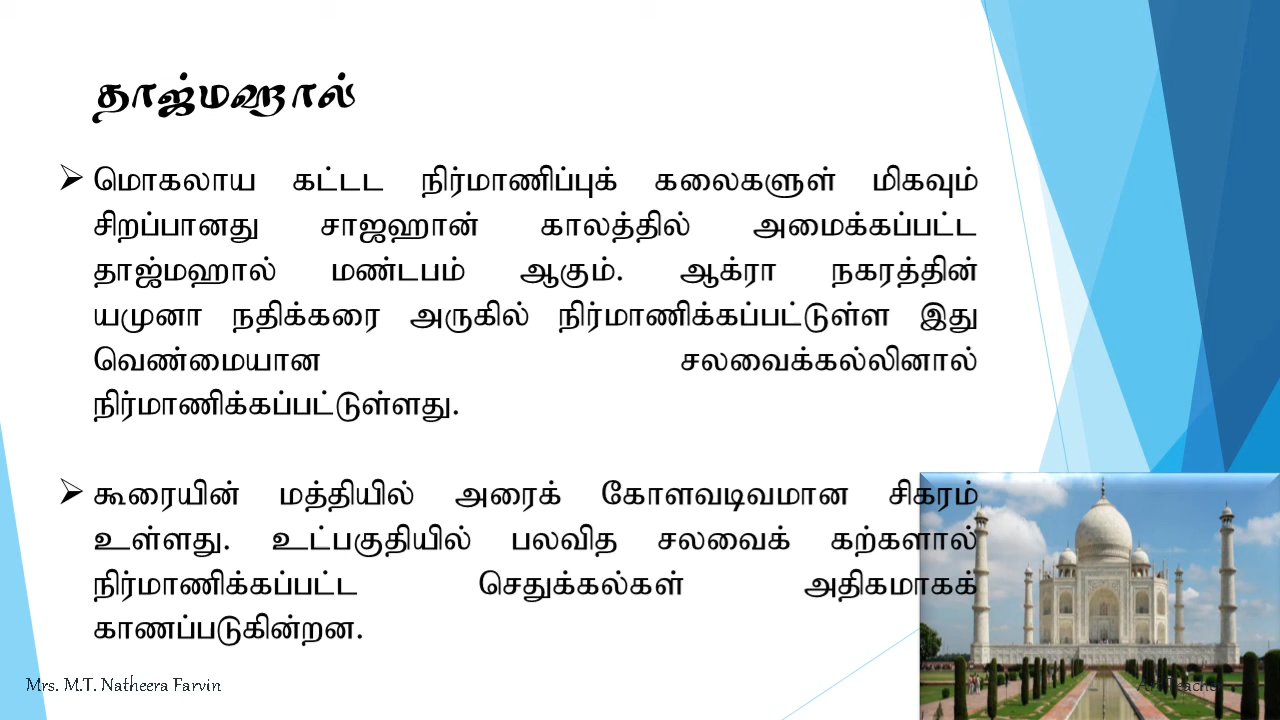 தாஜ்மஹால்
மொகலாய கட்டட நிர்மாணிப்புக் கலைகளுள் மிகவும்
சிறப்பானது சாஜஹான் காலத்தில் அமைக்கப்பட்ட
தாஜ்மஹால் மண்டபம் ஆகும். ஆக்ரா நகரத்தின்
யமுனா நதிக்கரை அருகில் நிர்மாணிக்கப்பட்டுள்ள இது
வெண்மையான சலவைக்கல்லினால்
நிர்மாணிக்கப்பட்டுள்ளது.
கூரையின் மத்தியில் அரைக் கோளவடிவமான சிகரம்
உள்ளது. உட்பகுதியில் பலவித சலவைக் கற்களால்
நிர்மாணிக்கப்பட்ட செதுக்கல்கள் அதிகமாகக்
காணப்படுகின்றன.
Mrs. M.T. Natheera Farvin
Art Teacher